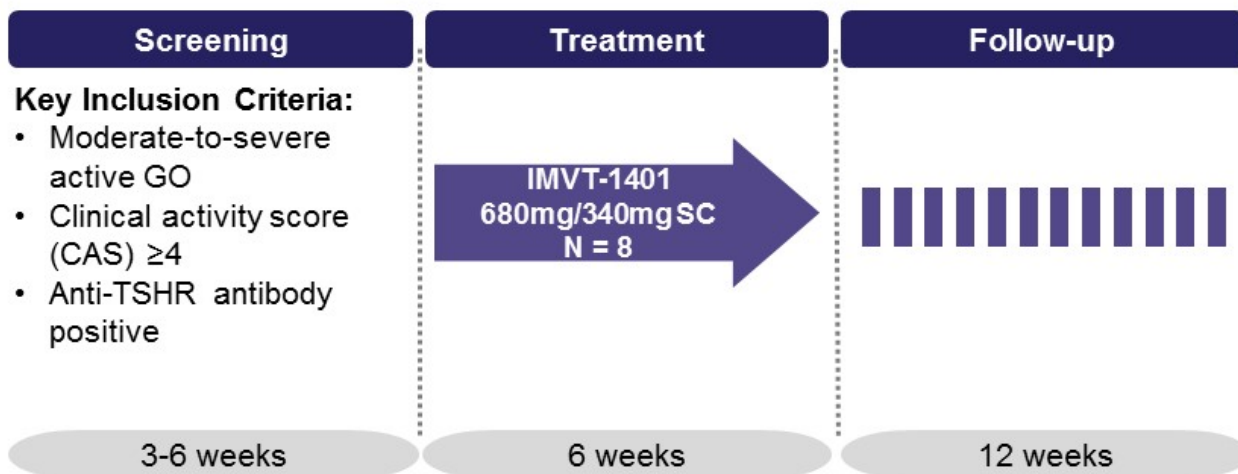 Screening
Treatment
Follow-up
Key Inclusion Criteria:
• Moderate-to-severe
active GO
• Clinical activity score
(CAS) ≥4
• Anti-TSHR antibody
positive
IMVT-1401
680mg/340mg SC
N = 8
3-6 weeks
6 weeks
12 weeks